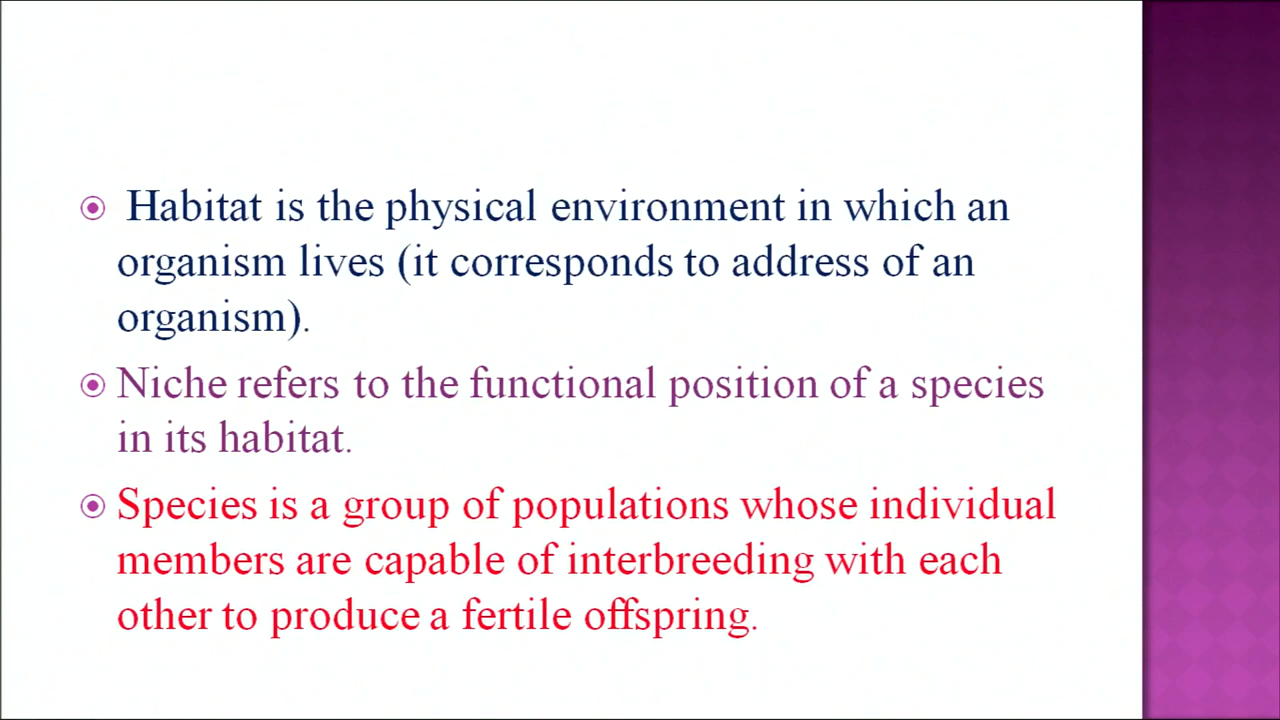 Habitat is the physical environment in which an
organism lives (it corresponds to address of an
organism).
Niche refers to the functional position of a species
in its habitat.
Species is a group of populations whose individual
members are capable of interbreeding with each
other to produce a fertile offspring.